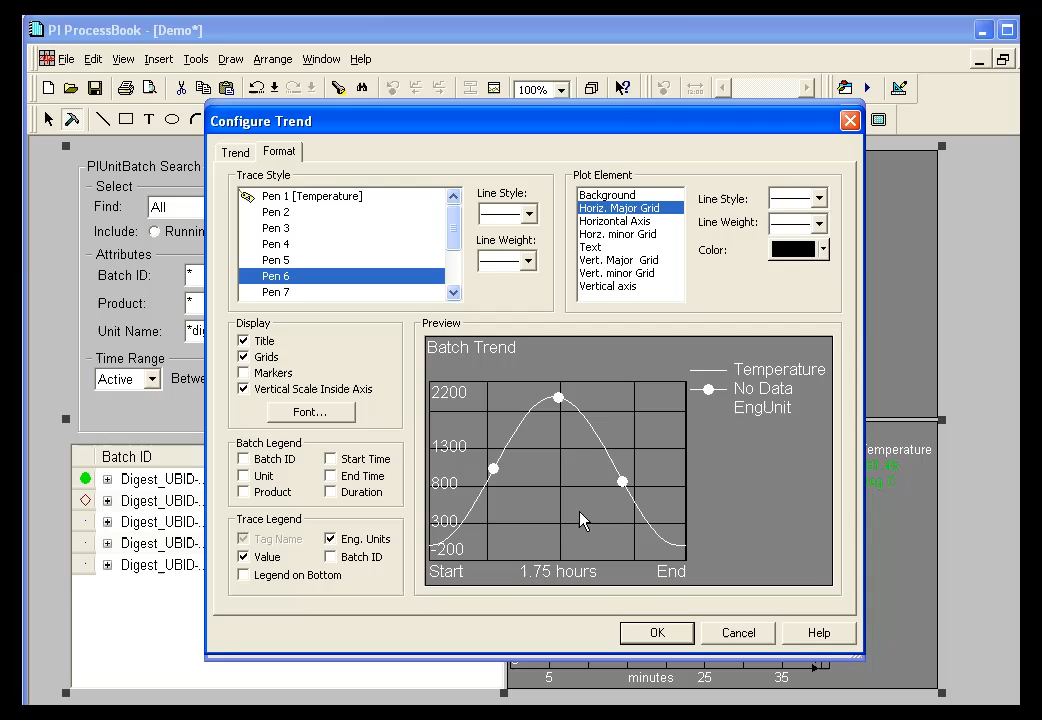 PI ProcessBook - [Demo*]
File Edit View Insert Tools Draw Arrange Window Help
100%
Configure Trend
Trend Format
PIUnitBatch Search
Select
Find: All
Include: Runnin
Attributes
Batch ID: *
Product: *
Unit Name: *di
Time Range
Active Betwe
Trace Style
Pen 1 [Temperature]
Pen 2
Pen 3
Pen 4
Pen 5
Pen 6
Pen 7
Line Style:
Line Weight:
Plot Element
Background
Horiz. Major Grid
Horizontal Axis
Horz. minor Grid
Text
Vert. Major Grid
Vert. minor Grid
Vertical axis
Line Style:
Line Weight:
Color:
Display
Title
Grids
Markers
Vertical Scale Inside Axis
Font...
Batch Legend
Batch ID Start Time
Unit End Time
Product Duration
Trace Legend
Tag Name Eng. Units
Value Batch ID
Legend on Bottom
Preview
Batch Trend
Temperature
No Data
EngUnit
2200
1300
800
300
-200
Start 1.75 hours End
OK Cancel Help
Batch ID
Digest_UBID-..
Digest_UBID-..
Digest_UBID-..
Digest_UBID-..
Digest_UBID-..
emperature
5 minutes 25 35